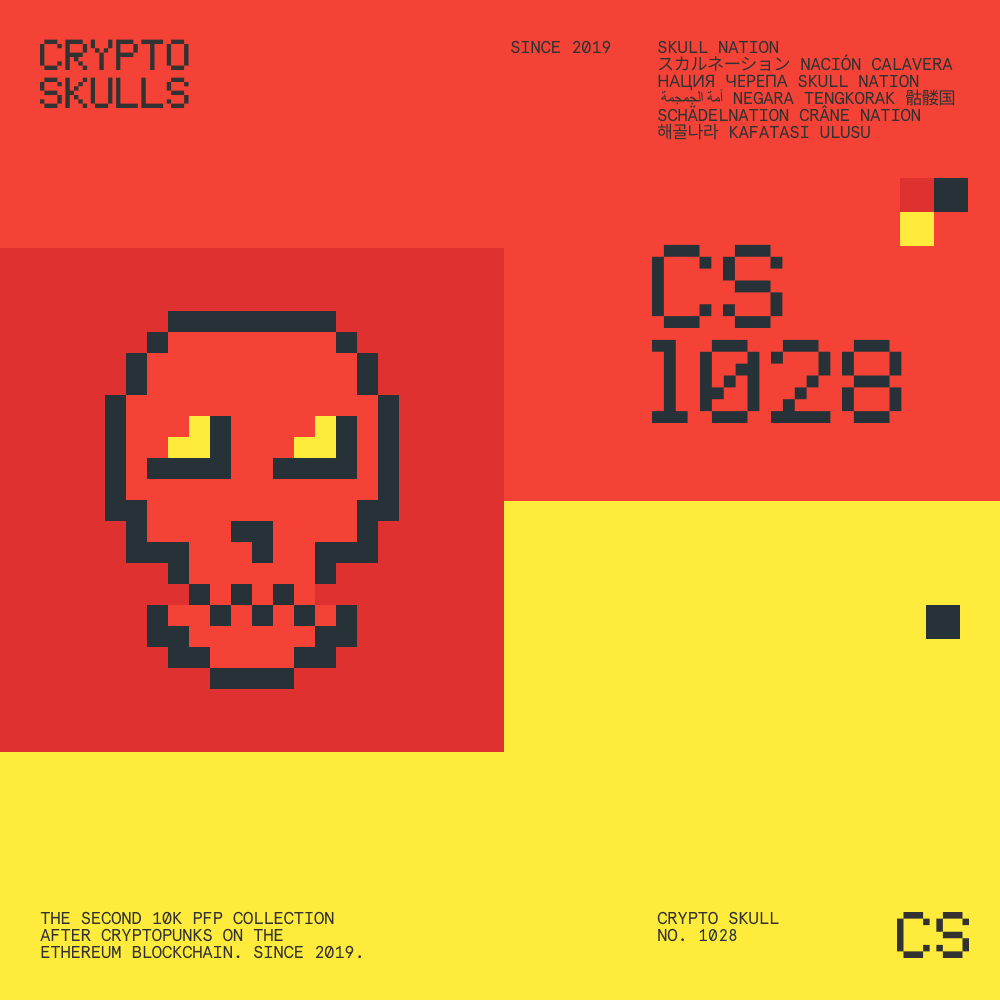 CRYPTO
SKULLS
SINCE 2019
SKULL NATION
スカルネーション NACIÓN CALAVERA
НАЦИЯ ЧЕРЕПА SKULL NATION
أمة الجمجمة NEGARA TENGKORAK 骷髅国
SCHÄDELNATION CRÂNE NATION
해골나라 KAFATASI ULUSU
CS
1028
THE SECOND 10K PFP COLLECTION
AFTER CRYPTOPUNKS ON THE
ETHEREUM BLOCKCHAIN. SINCE 2019.
CRYPTO SKULL
NO. 1028
CS